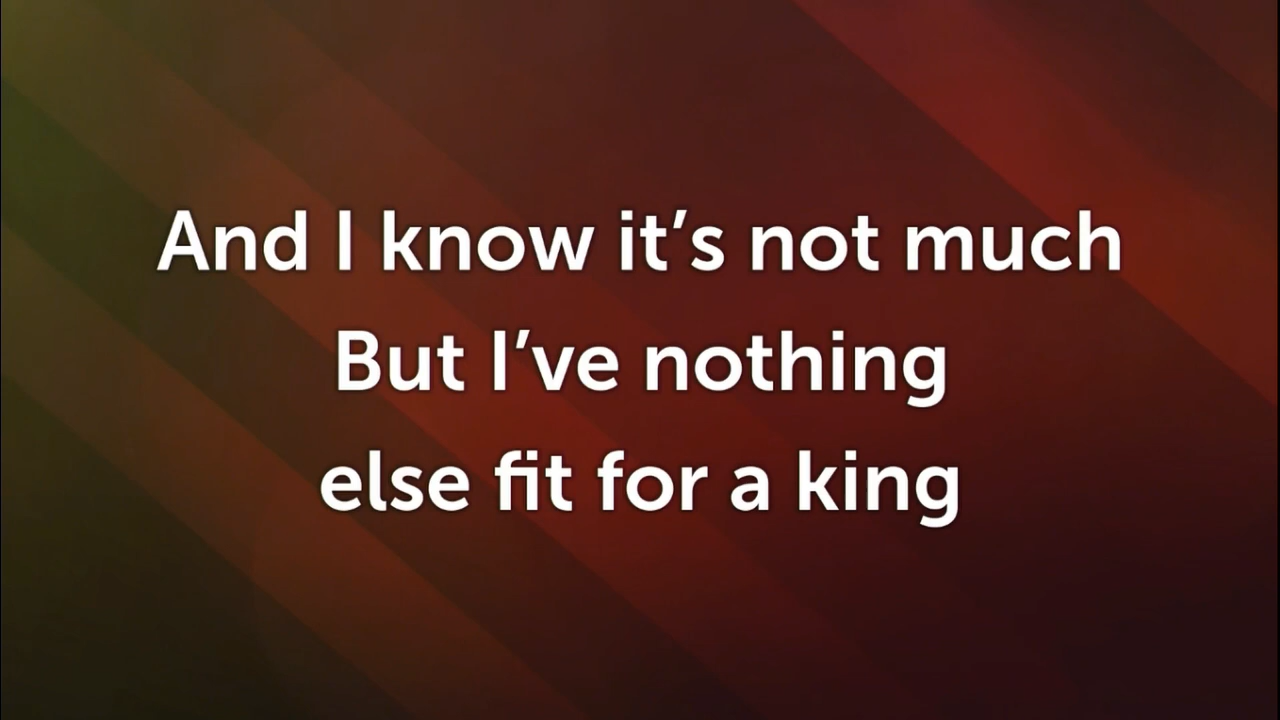 And I know it’s not much
But I’ve nothing
else fit for a king